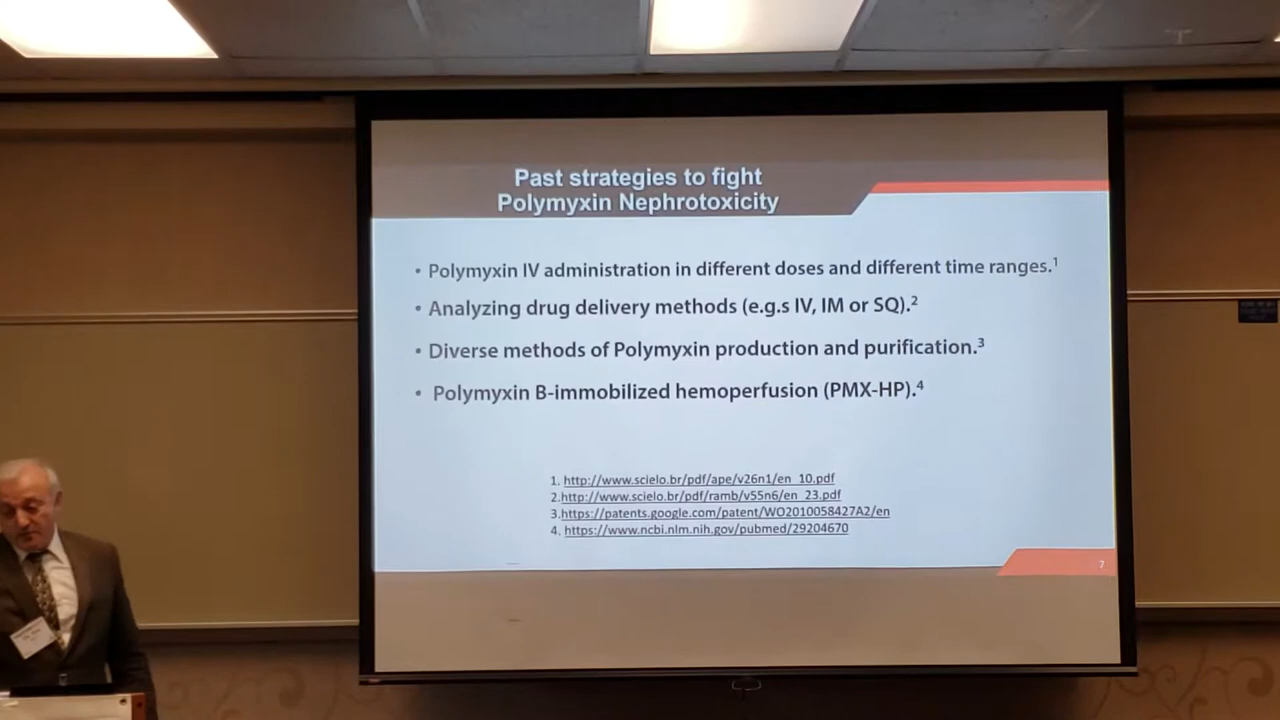 Past strategies to fight
Polymyxin Nephrotoxicity
• Polymyxin IV administration in different doses and different time ranges.¹
• Analyzing drug delivery methods (e.g.s IV, IM or SQ).²
• Diverse methods of Polymyxin production and purification.³
• Polymyxin B-immobilized hemoperfusion (PMX-HP).⁴
1. http://www.scielo.br/pdf/ape/v26n1/en_10.pdf
2.http://www.scielo.br/pdf/ramb/v55n6/en_23.pdf
3.https://patents.google.com/patent/WO2010058427A2/en
4. https://www.ncbi.nlm.nih.gov/pubmed/29204670
7